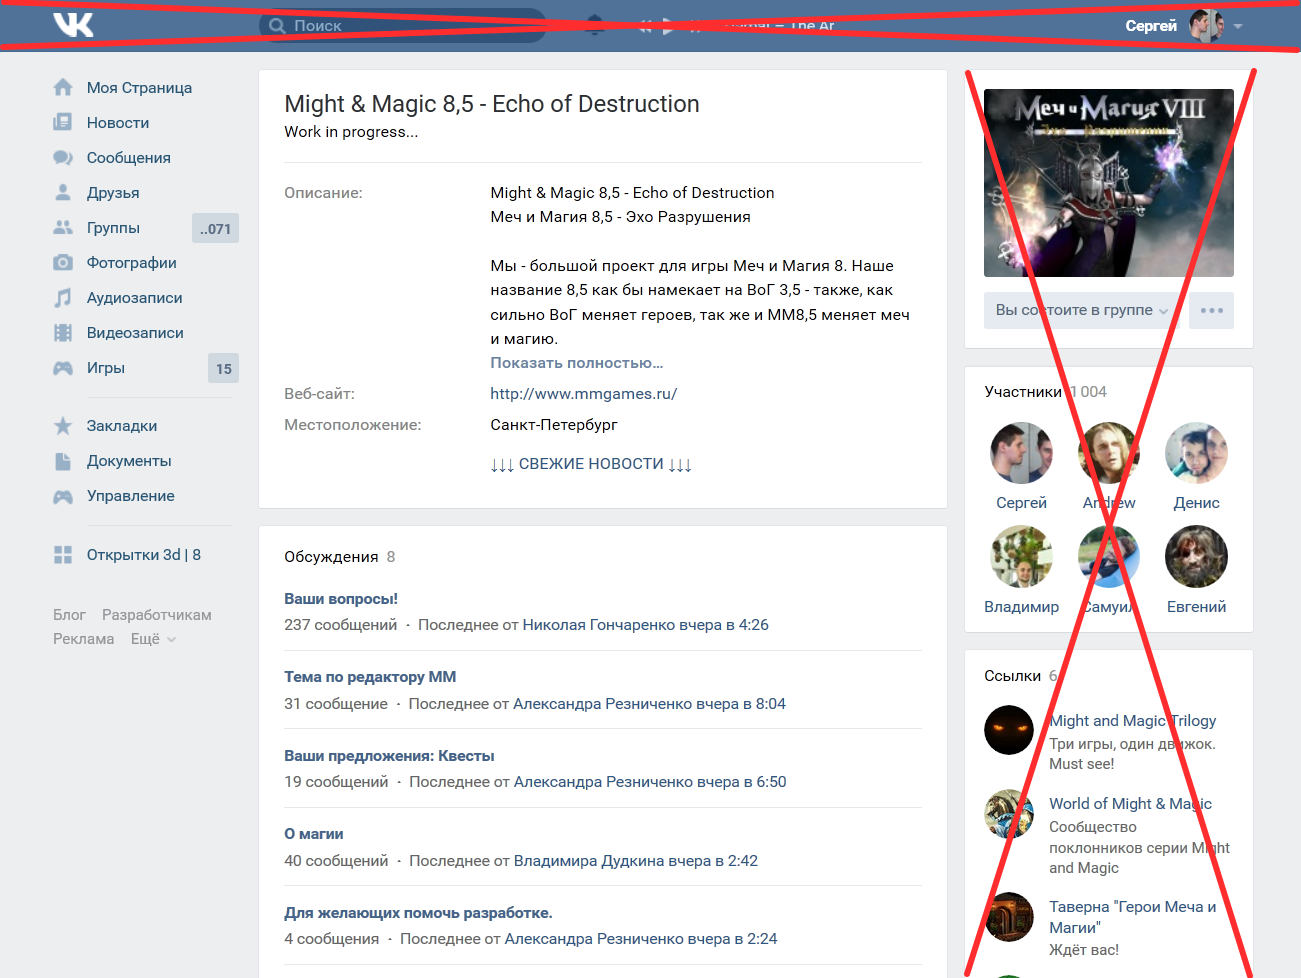 Поиск
The Ar
Сергей
Моя Страница
Новости
Сообщения
Друзья
Группы
..071
Фотографии
Аудиозаписи
Видеозаписи
Игры
15
Закладки
Документы
Управление
Открытки 3d | 8
Блог Разработчикам
Реклама Ещё
Might & Magic 8,5 - Echo of Destruction
Work in progress...
Описание:
Might & Magic 8,5 - Echo of Destruction
Меч и Магия 8,5 - Эхо Разрушения
Мы - большой проект для игры Меч и Магия 8. Наше
название 8,5 как бы намекает на ВоГ 3,5 - также, как
сильно ВоГ меняет героев, так же и ММ8,5 меняет меч
и магию.
Показать полностью…
Веб-сайт:
http://www.mmgames.ru/
Местоположение:
Санкт-Петербург
↓↓↓ СВЕЖИЕ НОВОСТИ ↓↓↓
Обсуждения 8
Ваши вопросы!
237 сообщений · Последнее от Николая Гончаренко вчера в 4:26
Тема по редактору ММ
31 сообщение · Последнее от Александра Резниченко вчера в 8:04
Ваши предложения: Квесты
19 сообщений · Последнее от Александра Резниченко вчера в 6:50
О магии
40 сообщений · Последнее от Владимира Дудкина вчера в 2:42
Для желающих помочь разработке.
4 сообщения · Последнее от Александра Резниченко вчера в 2:24
Меч и Магия VIII
Эхо Разрушения
Вы состоите в группе
Участники 1 004
Сергей
Andrew
Денис
Владимир
Самуил
Евгений
Ссылки 6
Might and Magic Trilogy
Три игры, один движок.
Must see!
World of Might & Magic
Сообщество
поклонников серии Might
and Magic
Таверна "Герои Меча и
Магии"
Ждёт вас!